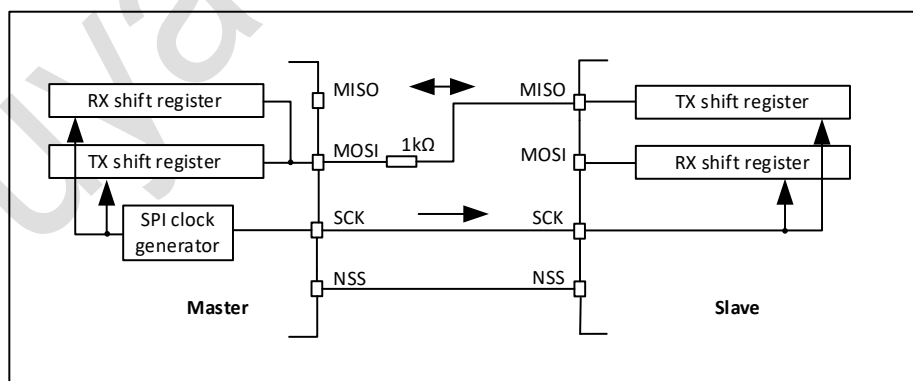 uya
RX shift register
MISO
MISO
TX shift register
1kΩ
TX shift register
MOSI
MOSI
RX shift register
SPI clock
generator
SCK
SCK
NSS
NSS
Master
Slave